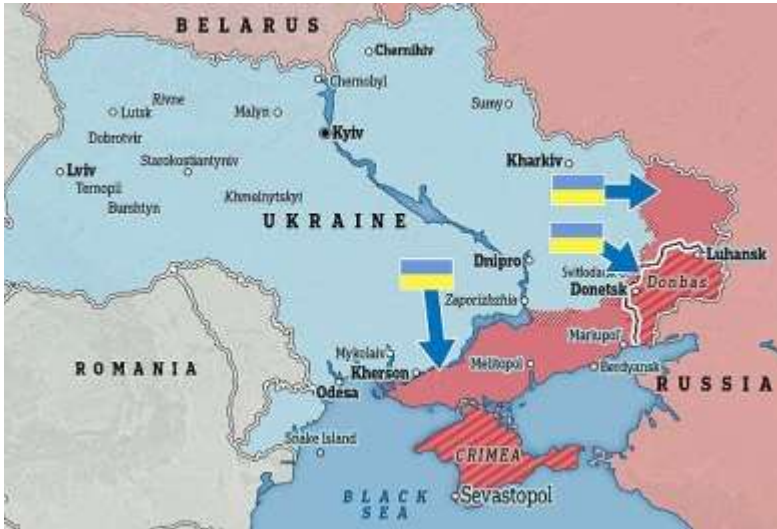 BELARUS
Chernihiv
Chernobyl
Rivne
Lutsk
Malyn
Sumy
Dobrotvir
Kyiv
Starokostiantyniv
Lviv
Ternopil
Kharkiv
Khmelnytskyi
Burshtyn
UKRAINE
Dnipro
Luhansk
Donbas
Donetsk
Zaporizhzhia
Mariupol
Mykolaiv
ROMANIA
Kherson
Melitopol
Berdyansk
RUSSIA
Odesa
Snake Island
CRIMEA
BLACK
SEA
Sevastopol